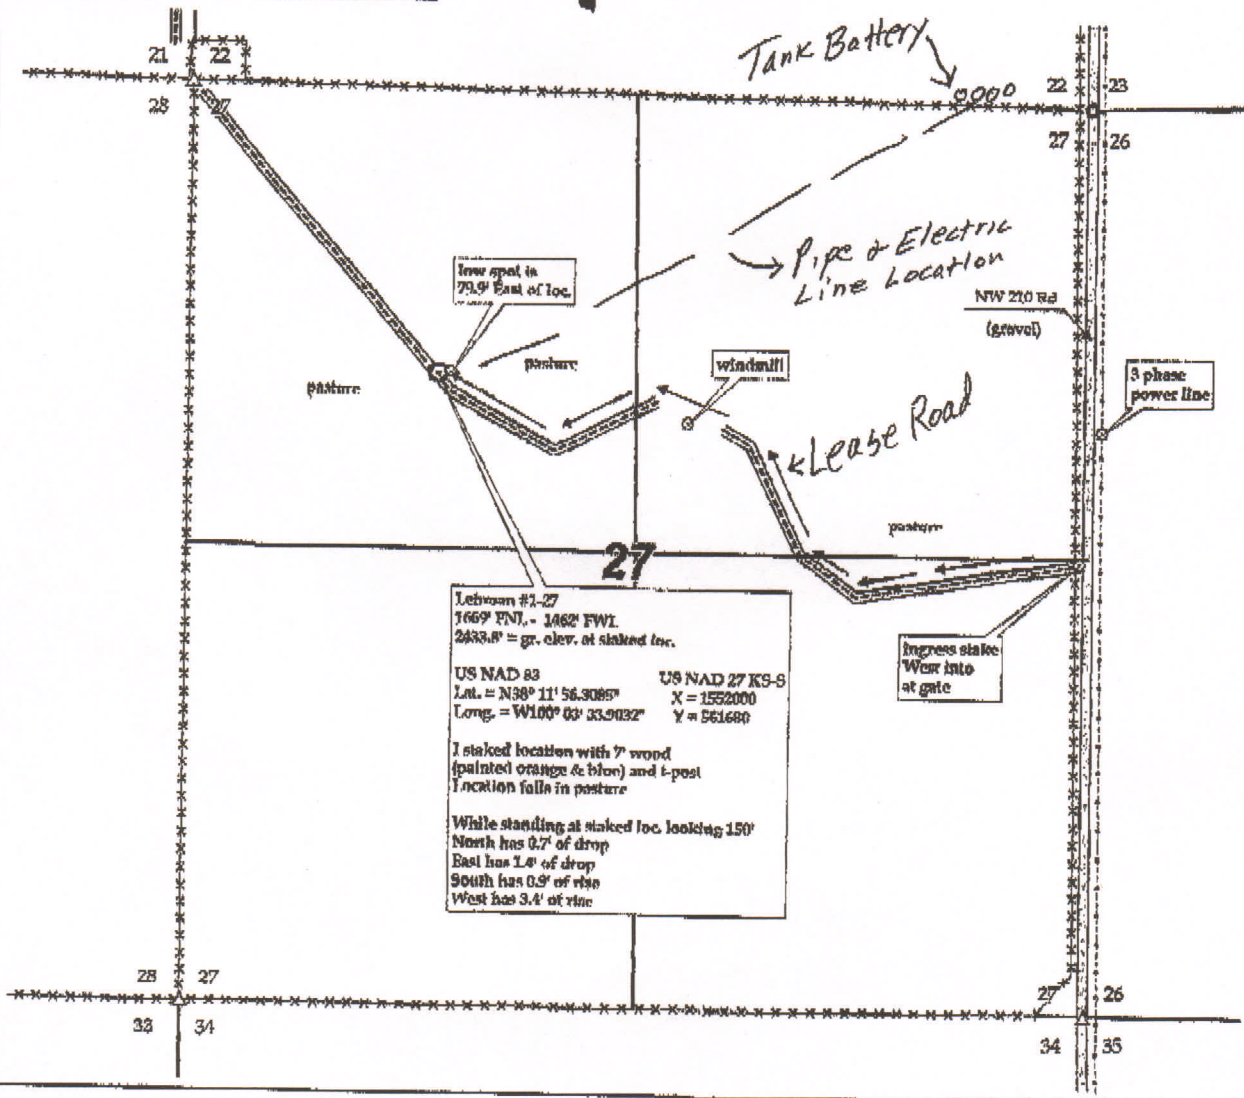 21 22
28 27
Tank Battery
22 23
27 26
low spot is
79.9' East of loc.
Pipe & Electric
Line Location
NW 210 Rd
(gravel)
pasture
pasture
windmill
3 phase
power line
Lease Road
pasture
27
1669' FNL - 1462' FWL
2433.8' = gr. elev. at staked loc.
US NAD 83
US NAD 27 KS-S
Lat. = N38° 11' 56.3085"
X = 1552000
Long. = W100° 03' 33.9032"
Y = 561680
I staked location with 7' wood
(painted orange & blue) and t-post
Location falls in pasture
While standing at staked loc. looking 150'
North has 0.7' of drop
East has 1.4' of drop
South has 0.9' of rise
West has 3.4' of rise
Ingress stake
West into
at gate
28 27
33 34
27 26
34 35